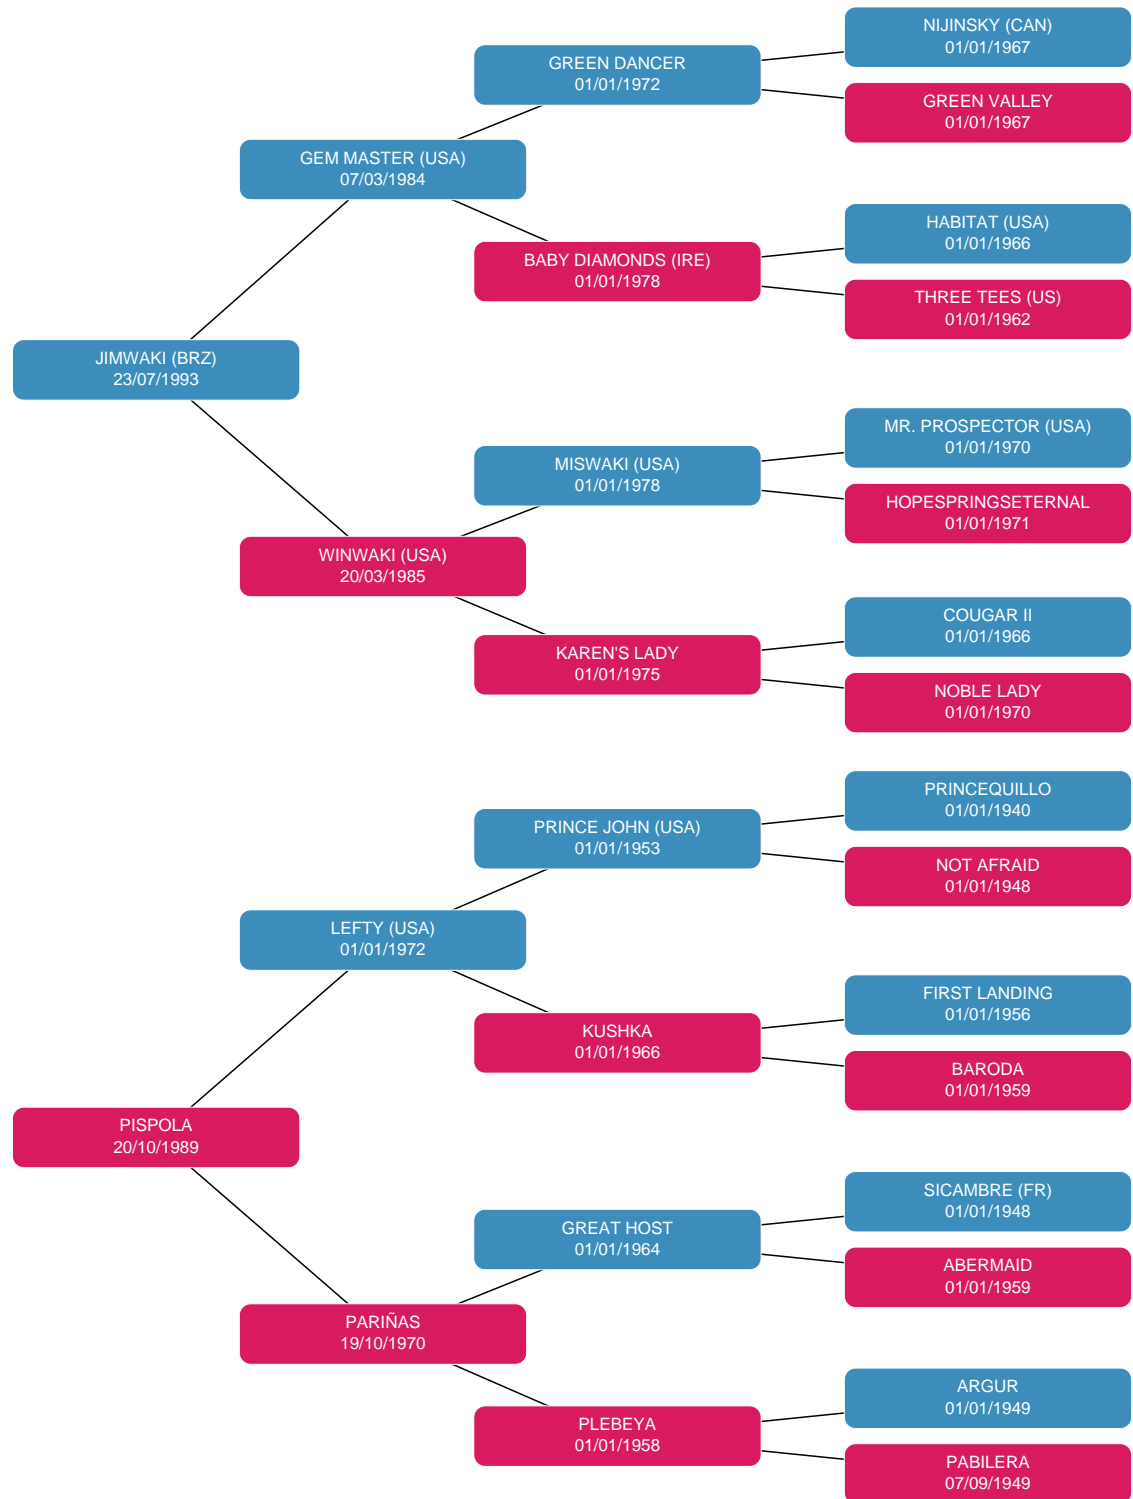 NIJINSKY (CAN)
01/01/1967
GREEN DANCER
01/01/1972
GREEN VALLEY
01/01/1967
GEM MASTER (USA)
07/03/1984
HABITAT (USA)
01/01/1966
BABY DIAMONDS (IRE)
01/01/1978
THREE TEES (US)
01/01/1962
JIMWAKI (BRZ)
23/07/1993
MR. PROSPECTOR (USA)
01/01/1970
MISWAKI (USA)
01/01/1978
HOPESPRINGSETERNAL
01/01/1971
WINWAKI (USA)
20/03/1985
COUGAR II
01/01/1966
KAREN'S LADY
01/01/1975
NOBLE LADY
01/01/1970
PRINCEQUILLO
01/01/1940
PRINCE JOHN (USA)
01/01/1953
NOT AFRAID
01/01/1948
LEFTY (USA)
01/01/1972
FIRST LANDING
01/01/1956
KUSHKA
01/01/1966
BARODA
01/01/1959
PISPOLA
20/10/1989
SICAMBRE (FR)
01/01/1948
GREAT HOST
01/01/1964
ABERMAID
01/01/1959
PARIÑAS
19/10/1970
ARGUR
01/01/1949
PLEBEYA
01/01/1958
PABILERA
07/09/1949